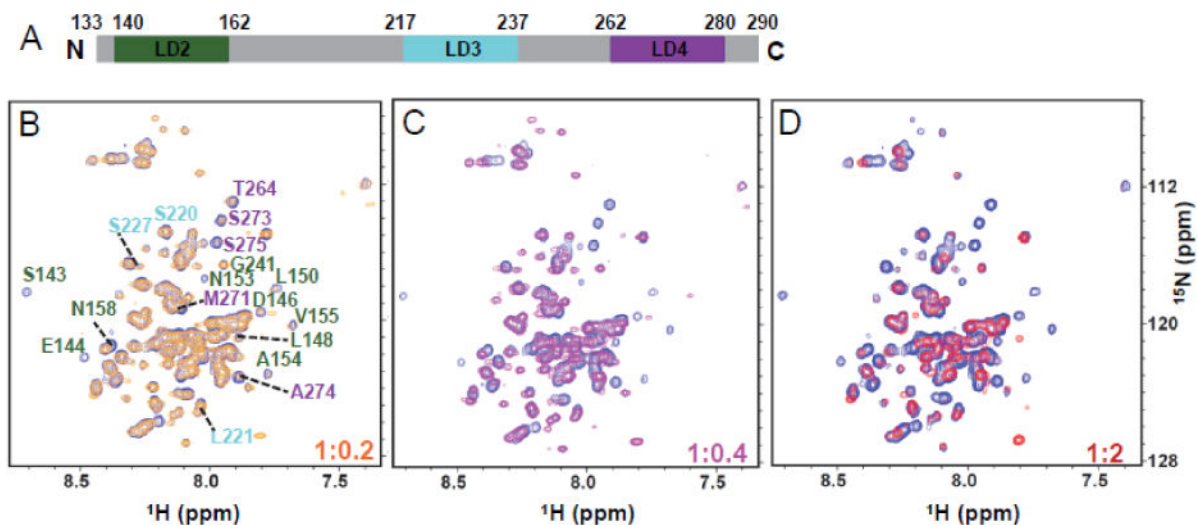 133 140 162 217 237 262 280 290
A N LD2 LD3 LD4 C
B C D
T264
S220
S227 S273
S275
G241
S143 N153 L150
M271 D146
N158 V155
L148
E144 A154
A274
L221
1:0.2 1:0.4 1:2
112
120
128
15N (ppm)
8.5 8.0 7.5 8.5 8.0 7.5 8.5 8.0 7.5
1H (ppm) 1H (ppm) 1H (ppm)